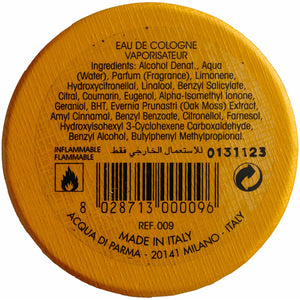 EAU DE COLOGNE
VAPORISATEUR
Ingredients: Alcohol Denat., Aqua
(Water), Parfum (Fragrance), Limonene,
Hydroxycitronellal, Linalool, Benzyl Salicylate,
Citral, Coumarin, Eugenol, Alpha-Isomethyl Ionone,
Geraniol, BHT, Evernia Prunastri (Oak Moss) Extract,
Amyl Cinnamal, Benzyl Benzoate, Citronellol, Farnesol,
Hydroxyisohexyl 3-Cyclohexene Carboxaldehyde,
Benzyl Alcohol, Butylphenyl Methylpropional.
INFLAMMABLE
FLAMMABLE
للاستعمال الخارجي فقط
0131123
8 028713 000096
REF. 009
MADE IN ITALY
ACQUA DI PARMA - 20141 MILANO - ITALY